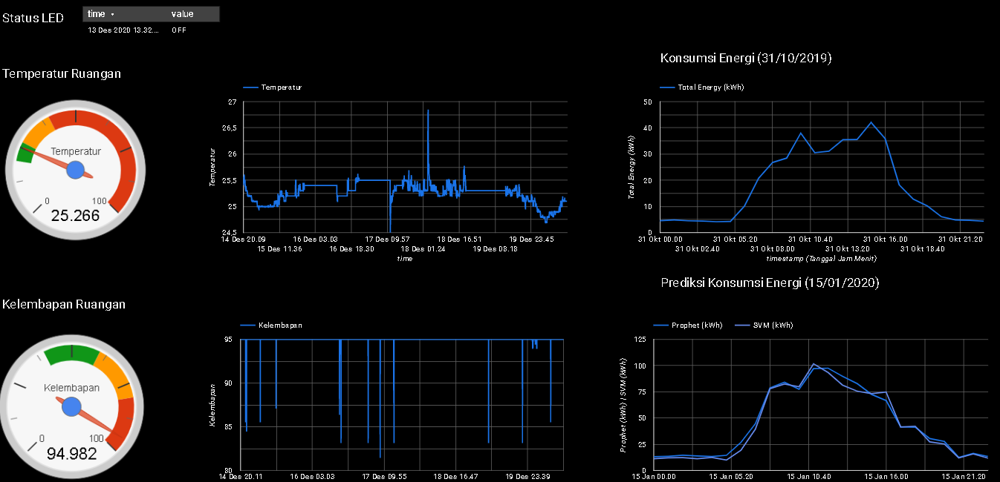 Status LED
time value
13 Des 2020 13.32.... OFF
Temperatur Ruangan
Temperatur
0 100
25.266
Temperatur
27
26,5
26
25,5
25
24,5
Temperatur
14 Des 20.09 16 Des 03.03 17 Des 09.57 18 Des 16.51 19 Des 23.45
15 Des 11.36 16 Des 18.30 18 Des 01.24 19 Des 08.18
time
Konsumsi Energi (31/10/2019)
Total Energy (kWh)
50
40
30
20
10
0
Total Energy (kWh)
31 Okt 00.00 31 Okt 05.20 31 Okt 10.40 31 Okt 16.00 31 Okt 21.20
31 Okt 02.40 31 Okt 08.00 31 Okt 13.20 31 Okt 18.40
timestamp (Tanggal Jam Menit)
Kelembapan Ruangan
Kelembapan
0 100
94.982
Kelembapan
95
90
85
80
Kelembapan
14 Des 20.11 16 Des 03.03 17 Des 09.55 18 Des 16.47 19 Des 23.39
Prediksi Konsumsi Energi (15/01/2020)
Prophet (kWh) SVM (kWh)
125
100
75
50
25
0
Prophet (kWh) | SVM (kWh)
15 Jan 00.00 15 Jan 05.20 15 Jan 10.40 15 Jan 16.00 15 Jan 21.20